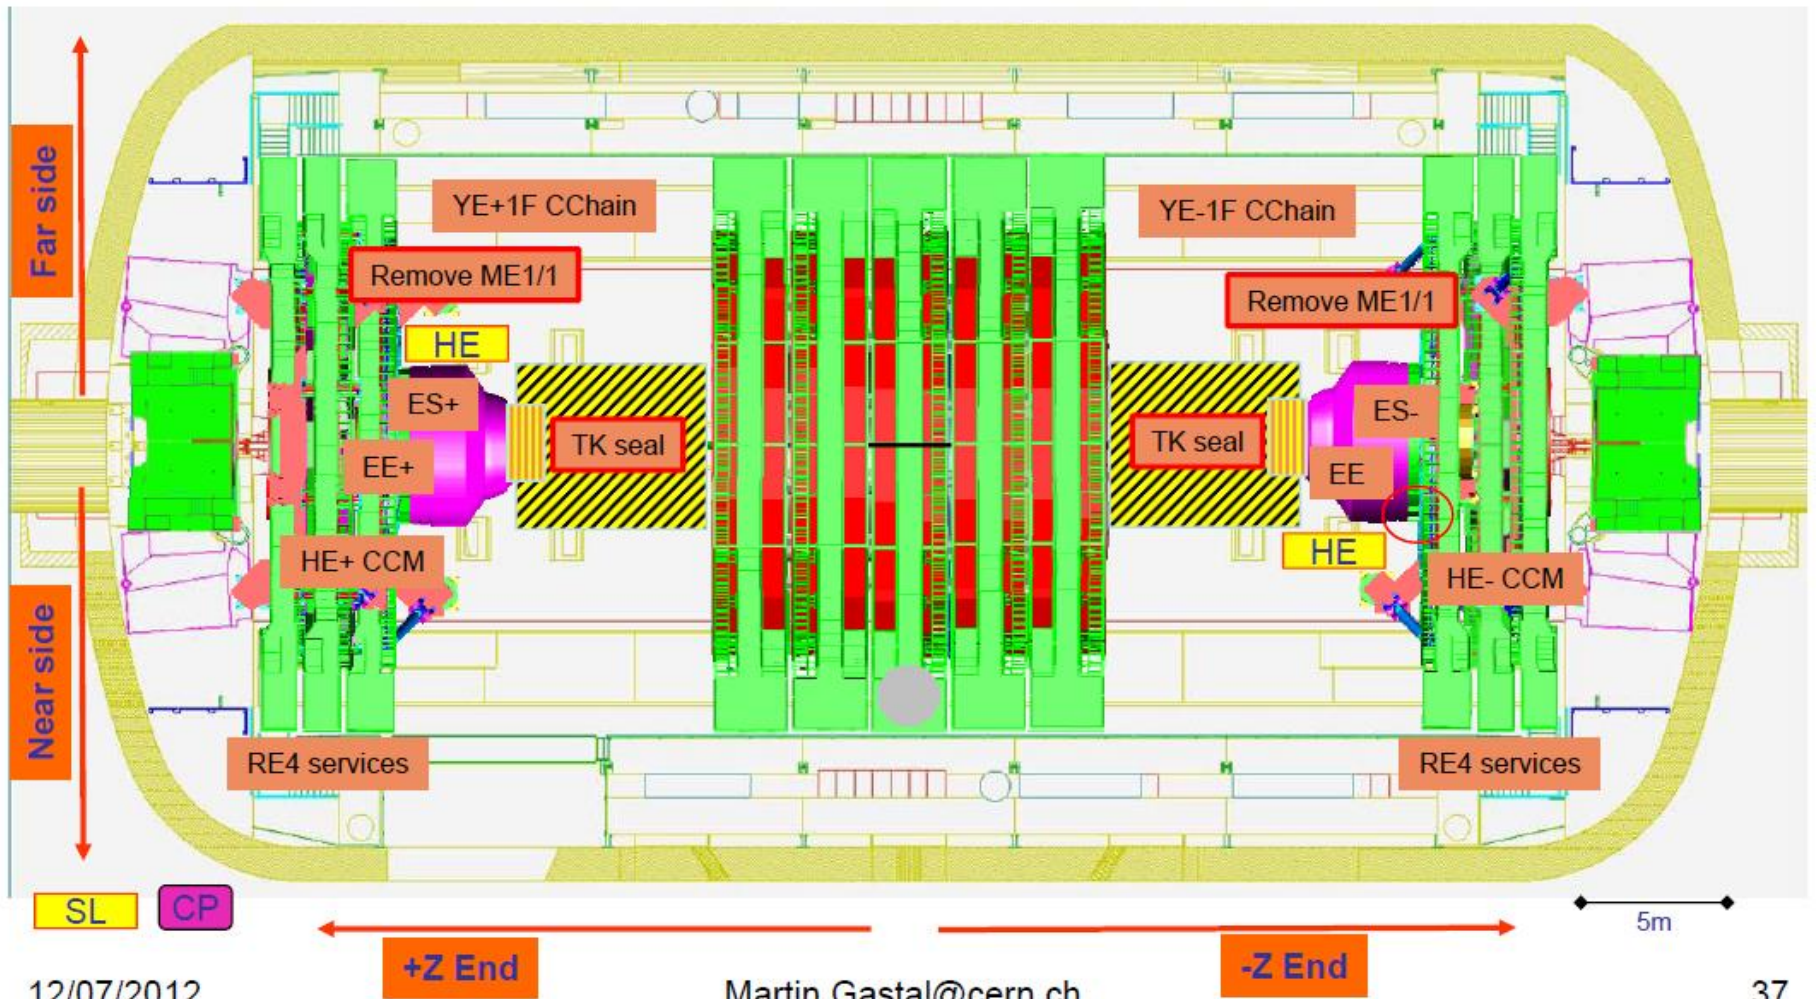 Far side
YE+1F CChain
YE-1F CChain
Remove ME1/1
Remove ME1/1
HE
ES+
ES-
TK seal
TK seal
EE+
EE
HE+ CCM
HE
HE- CCM
Near side
RE4 services
RE4 services
SL
CP
5m
+Z End
-Z End
12/07/2012
Martin.Gastal@cern.ch
37